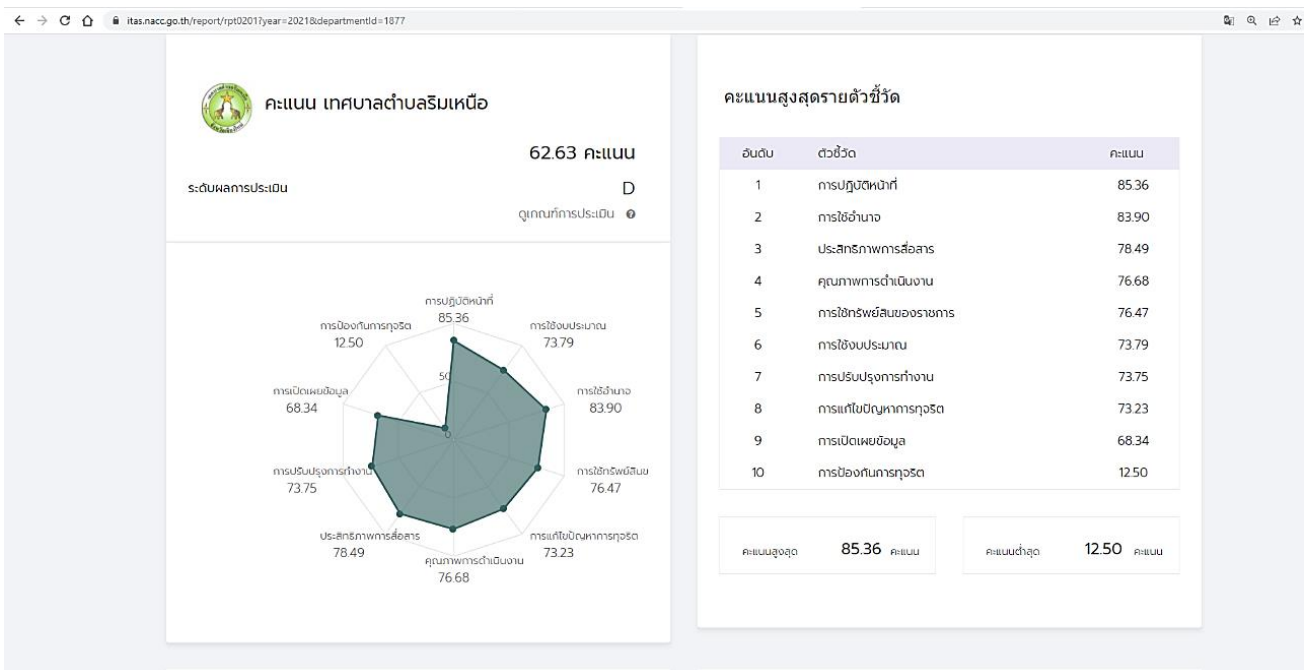 itas.nacc.go.th/report/rpt0201?year=2021&departmentId=1877
คะแนน เทศบาลตำบลริมเหนือ
62.63 คะแนน
ระดับผลการประเมิน D
ดูเกณฑ์การประเมิน
การปฏิบัติหน้าที่
85.36
การใช้งบประมาณ
73.79
การใช้อำนาจ
83.90
การใช้ทรัพย์สินข
76.47
การแก้ไขปัญหาการทุจริต
73.23
คุณภาพการดำเนินงาน
76.68
ประสิทธิภาพการสื่อสาร
78.49
การปรับปรุงการทำงาน
73.75
การเปิดเผยข้อมูล
68.34
การป้องกันการทุจริต
12.50
50
0
คะแนนสูงสุดรายตัวชี้วัด
อันดับ ตัวชี้วัด คะแนน
1 การปฏิบัติหน้าที่ 85.36
2 การใช้อำนาจ 83.90
3 ประสิทธิภาพการสื่อสาร 78.49
4 คุณภาพการดำเนินงาน 76.68
5 การใช้ทรัพย์สินของราชการ 76.47
6 การใช้งบประมาณ 73.79
7 การปรับปรุงการทำงาน 73.75
8 การแก้ไขปัญหาการทุจริต 73.23
9 การเปิดเผยข้อมูล 68.34
10 การป้องกันการทุจริต 12.50
คะแนนสูงสุด 85.36 คะแนน
คะแนนต่ำสุด 12.50 คะแนน